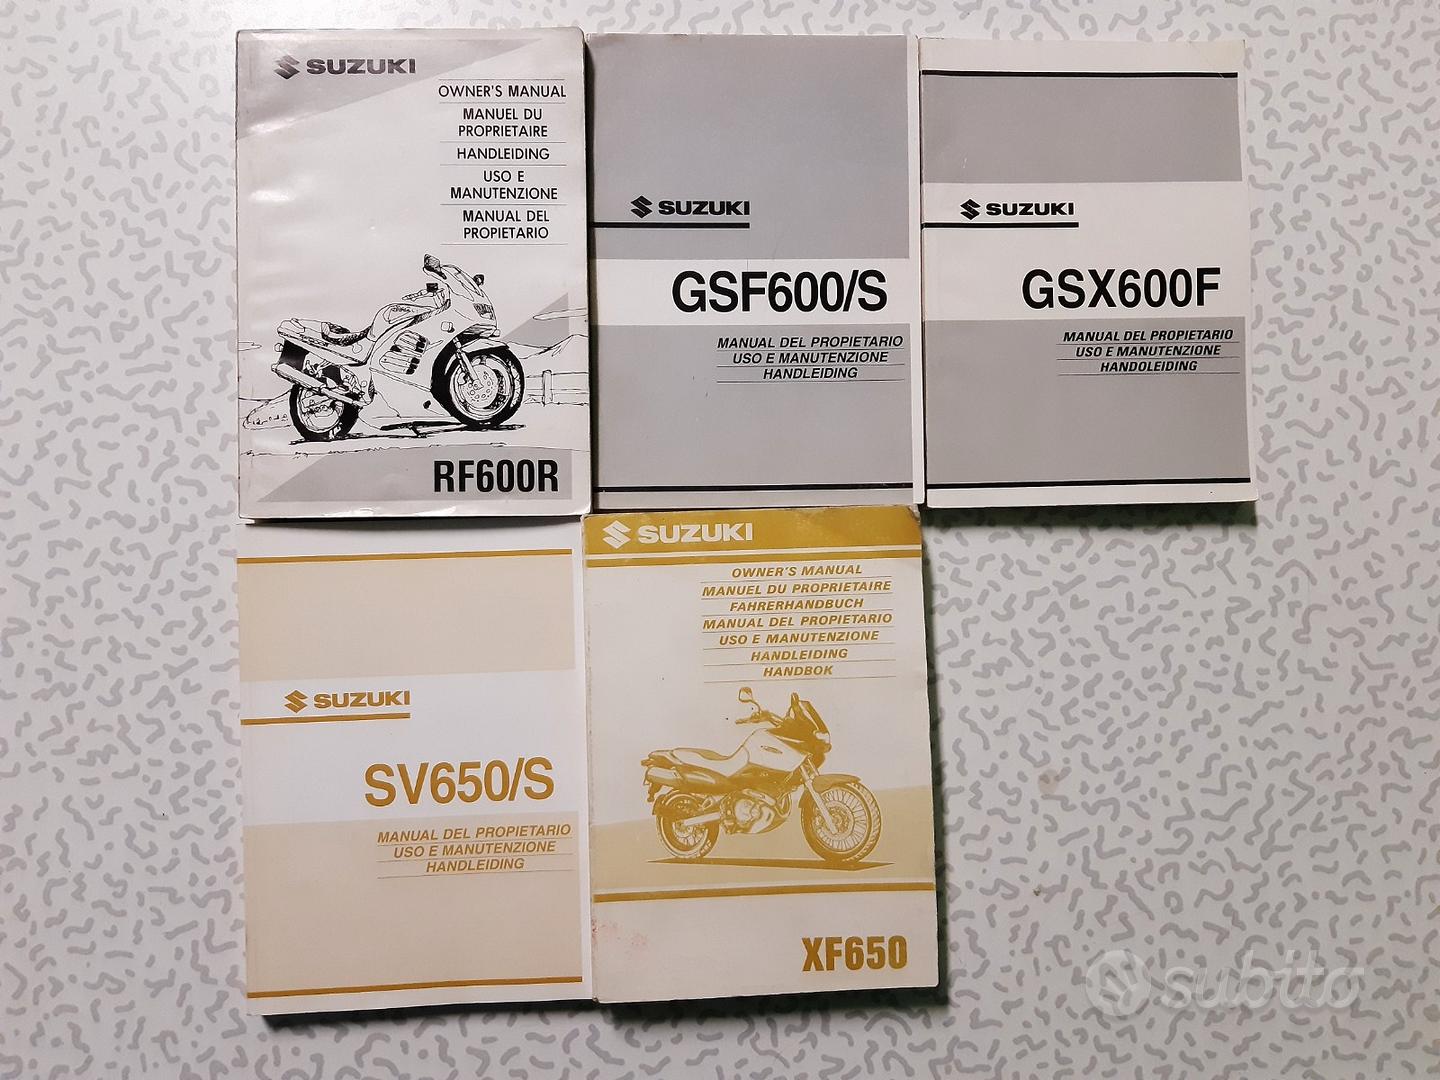 SUZUKI
OWNER'S MANUAL
MANUEL DU
PROPRIETAIRE
HANDLEIDING
USO E
MANUTENZIONE
MANUAL DEL
PROPIETARIO
RF600R
SUZUKI
GSF600/S
MANUAL DEL PROPIETARIO
USO E MANUTENZIONE
HANDLEIDING
SUZUKI
GSX600F
MANUAL DEL PROPIETARIO
USO E MANUTENZIONE
HANDOLEIDING
SUZUKI
SV650/S
MANUAL DEL PROPIETARIO
USO E MANUTENZIONE
HANDLEIDING
SUZUKI
OWNER'S MANUAL
MANUEL DU PROPRIETAIRE
FAHRERHANDBUCH
MANUAL DEL PROPIETARIO
USO E MANUTENZIONE
HANDLEIDING
HANDBOK
XF650
subito